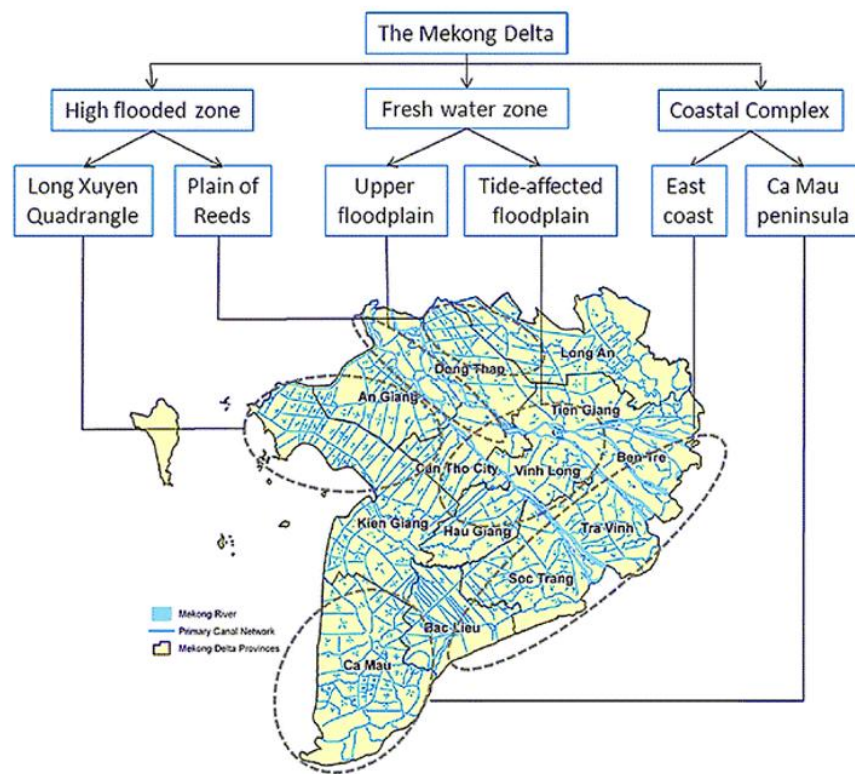 The Mekong Delta
High flooded zone
Fresh water zone
Coastal Complex
Long Xuyen
Quadrangle
Plain of
Reeds
Upper
floodplain
Tide-affected
floodplain
East
coast
Ca Mau
peninsula
Long An
Dong Thap
An Giang
Tien Giang
Ben Tre
Can Tho City
Vinh Long
Kien Giang
Hau Giang
Tra Vinh
Soc Trang
Bac Lieu
Ca Mau
Mekong River
Primary Canal Network
Mekong Delta Provinces